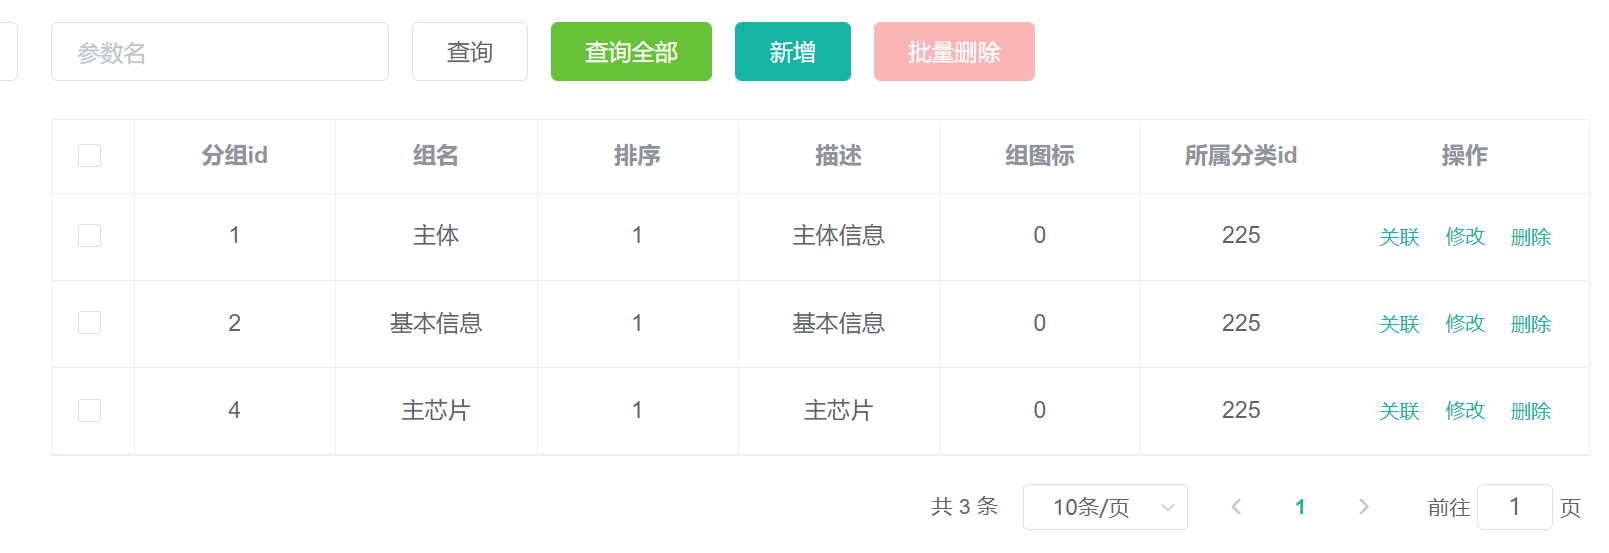 参数名 查询 查询全部 新增 批量删除
分组id 组名 排序 描述 组图标 所属分类id 操作
1 主体 1 主体信息 0 225 关联 修改 删除
2 基本信息 1 基本信息 0 225 关联 修改 删除
4 主芯片 1 主芯片 0 225 关联 修改 删除
共 3 条 10条/页 1 前往 1 页